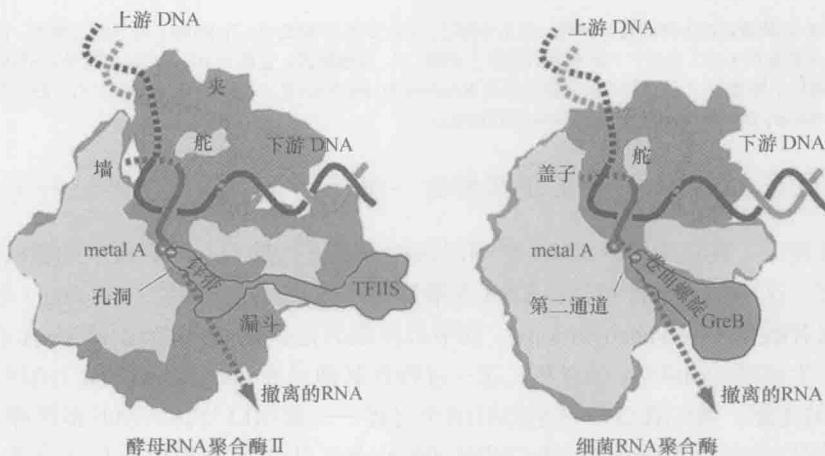 上游 DNA
夹
舵
下游 DNA
墙
metal A
锌带
孔洞
TFIIS
漏斗
撤离的RNA
酵母RNA聚合酶Ⅱ
上游 DNA
舵
下游 DNA
盖子
metal A
卷曲螺旋
第二通道
GreB
撤离的RNA
细菌RNA聚合酶